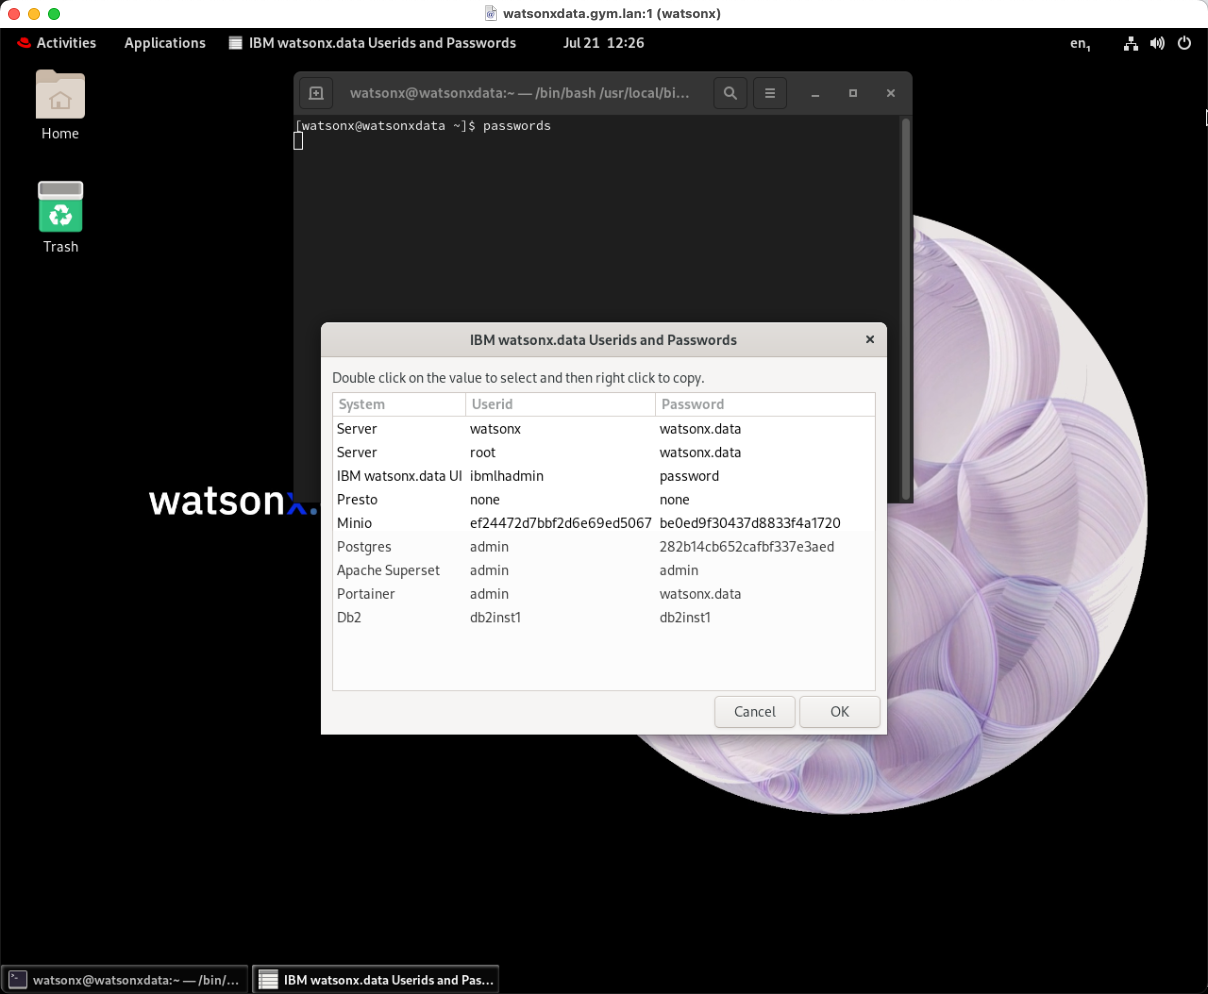 watsonxdata.gym.lan:1 (watsonx)
Activities Applications IBM watsonx.data Userids and Passwords Jul 21 12:26 en1
Home
Trash
watsonx@watsonxdata:~ — /bin/bash /usr/local/bi…
[watsonx@watsonxdata ~]$ passwords
watsonx.
IBM watsonx.data Userids and Passwords
Double click on the value to select and then right click to copy.
System Userid Password
Server watsonx watsonx.data
Server root watsonx.data
IBM watsonx.data UI ibmlhadmin password
Presto none none
Minio ef24472d7bbf2d6e69ed5067 be0ed9f30437d8833f4a1720
Postgres admin 282b14cb652cafbf337e3aed
Apache Superset admin admin
Portainer admin watsonx.data
Db2 db2inst1 db2inst1
Cancel OK
watsonx@watsonxdata:~ — /bin/… IBM watsonx.data Userids and Pas…